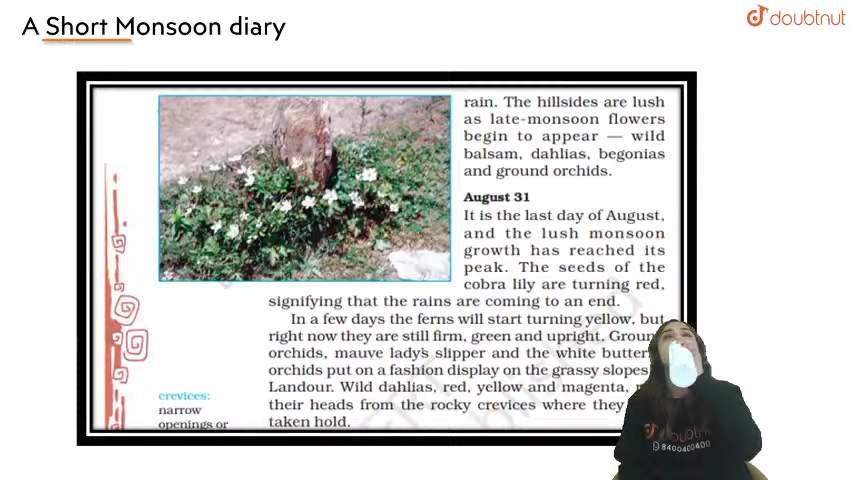 A Short Monsoon diary
doubtnut
rain. The hillsides are lush
as late-monsoon flowers
begin to appear — wild
balsam, dahlias, begonias
and ground orchids.
August 31
It is the last day of August,
and the lush monsoon
growth has reached its
peak. The seeds of the
cobra lily are turning red,
signifying that the rains are coming to an end.
In a few days the ferns will start turning yellow, but
right now they are still firm, green and upright.
orchids, mauve lady's slipper and the white
orchids put on a fashion display on the grassy slopes
Landour. Wild dahlias, red, yellow and magenta,
their heads from the rocky crevices where they
taken hold.
crevices:
narrow
openings or
doubtnut
8400400400